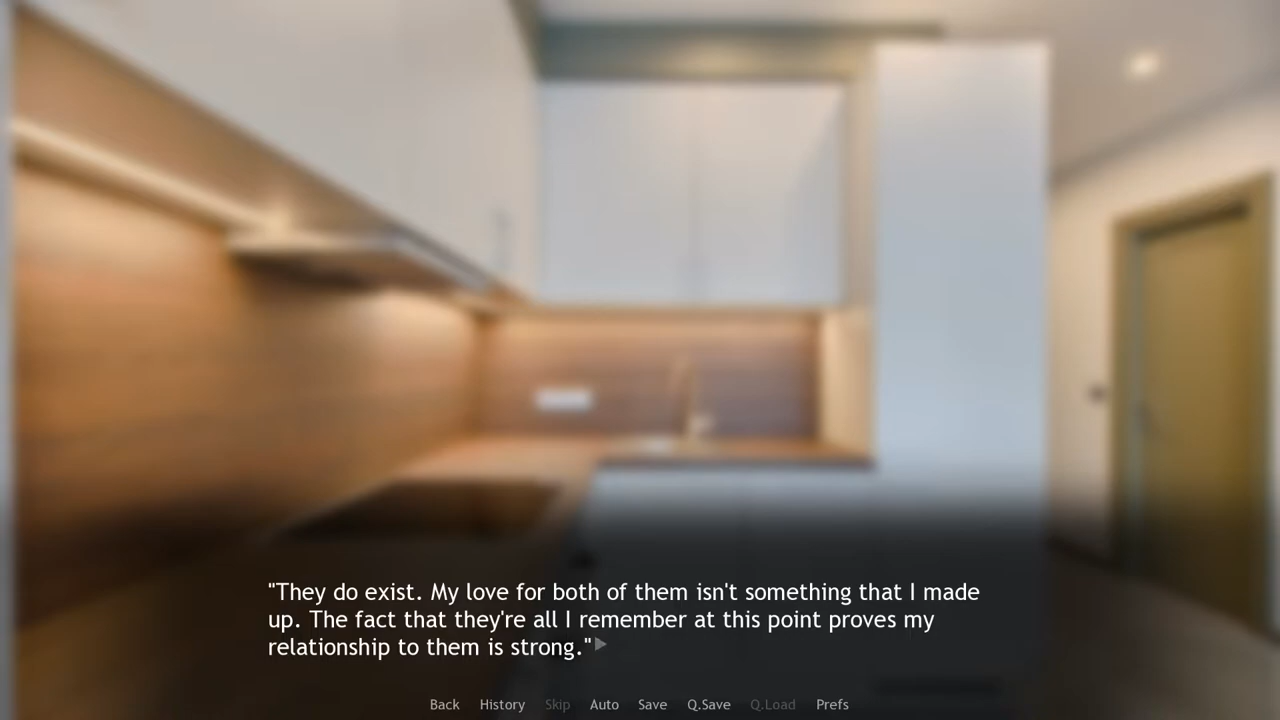 "They do exist. My love for both of them isn't something that I made
up. The fact that they're all I remember at this point proves my
relationship to them is strong."
Back History Skip Auto Save Q.Save Q.Load Prefs